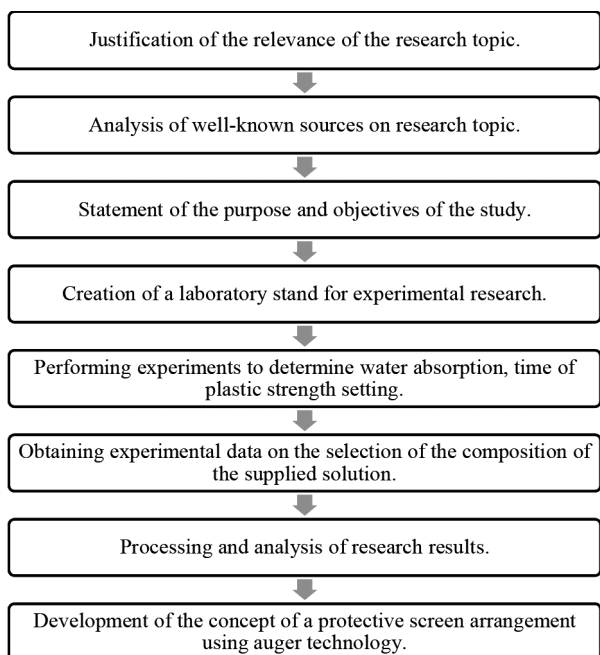 Justification of the relevance of the research topic.
Analysis of well-known sources on research topic.
Statement of the purpose and objectives of the study.
Creation of a laboratory stand for experimental research.
Performing experiments to determine water absorption, time of
plastic strength setting.
Obtaining experimental data on the selection of the composition of
the supplied solution.
Processing and analysis of research results.
Development of the concept of a protective screen arrangement
using auger technology.